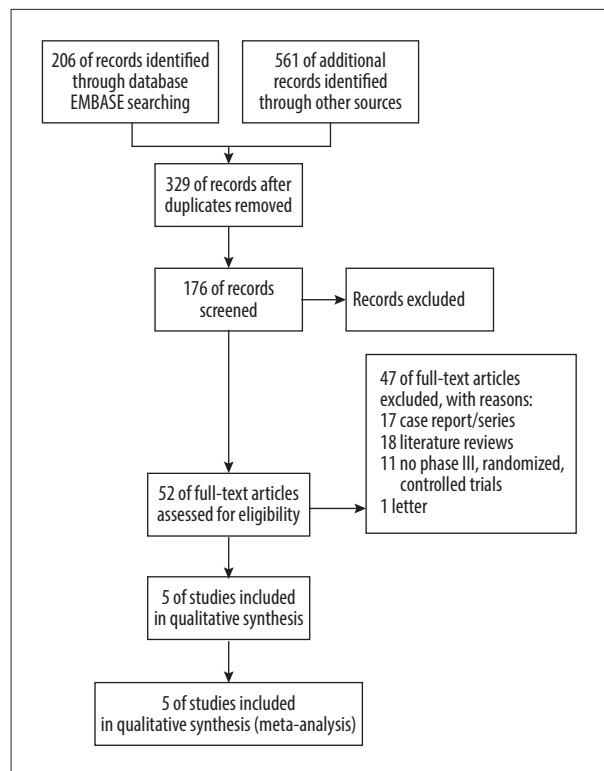 206 of records identified
through database
EMBASE searching
561 of additional
records identified
through other sources
329 of records after
duplicates removed
176 of records
screened
Records excluded
47 of full-text articles
excluded, with reasons:
17 case report/series
18 literature reviews
11 no phase III, randomized,
controlled trials
1 letter
52 of full-text articles
assessed for eligibility
5 of studies included
in qualitative synthesis
5 of studies included
in qualitative synthesis (meta-analysis)